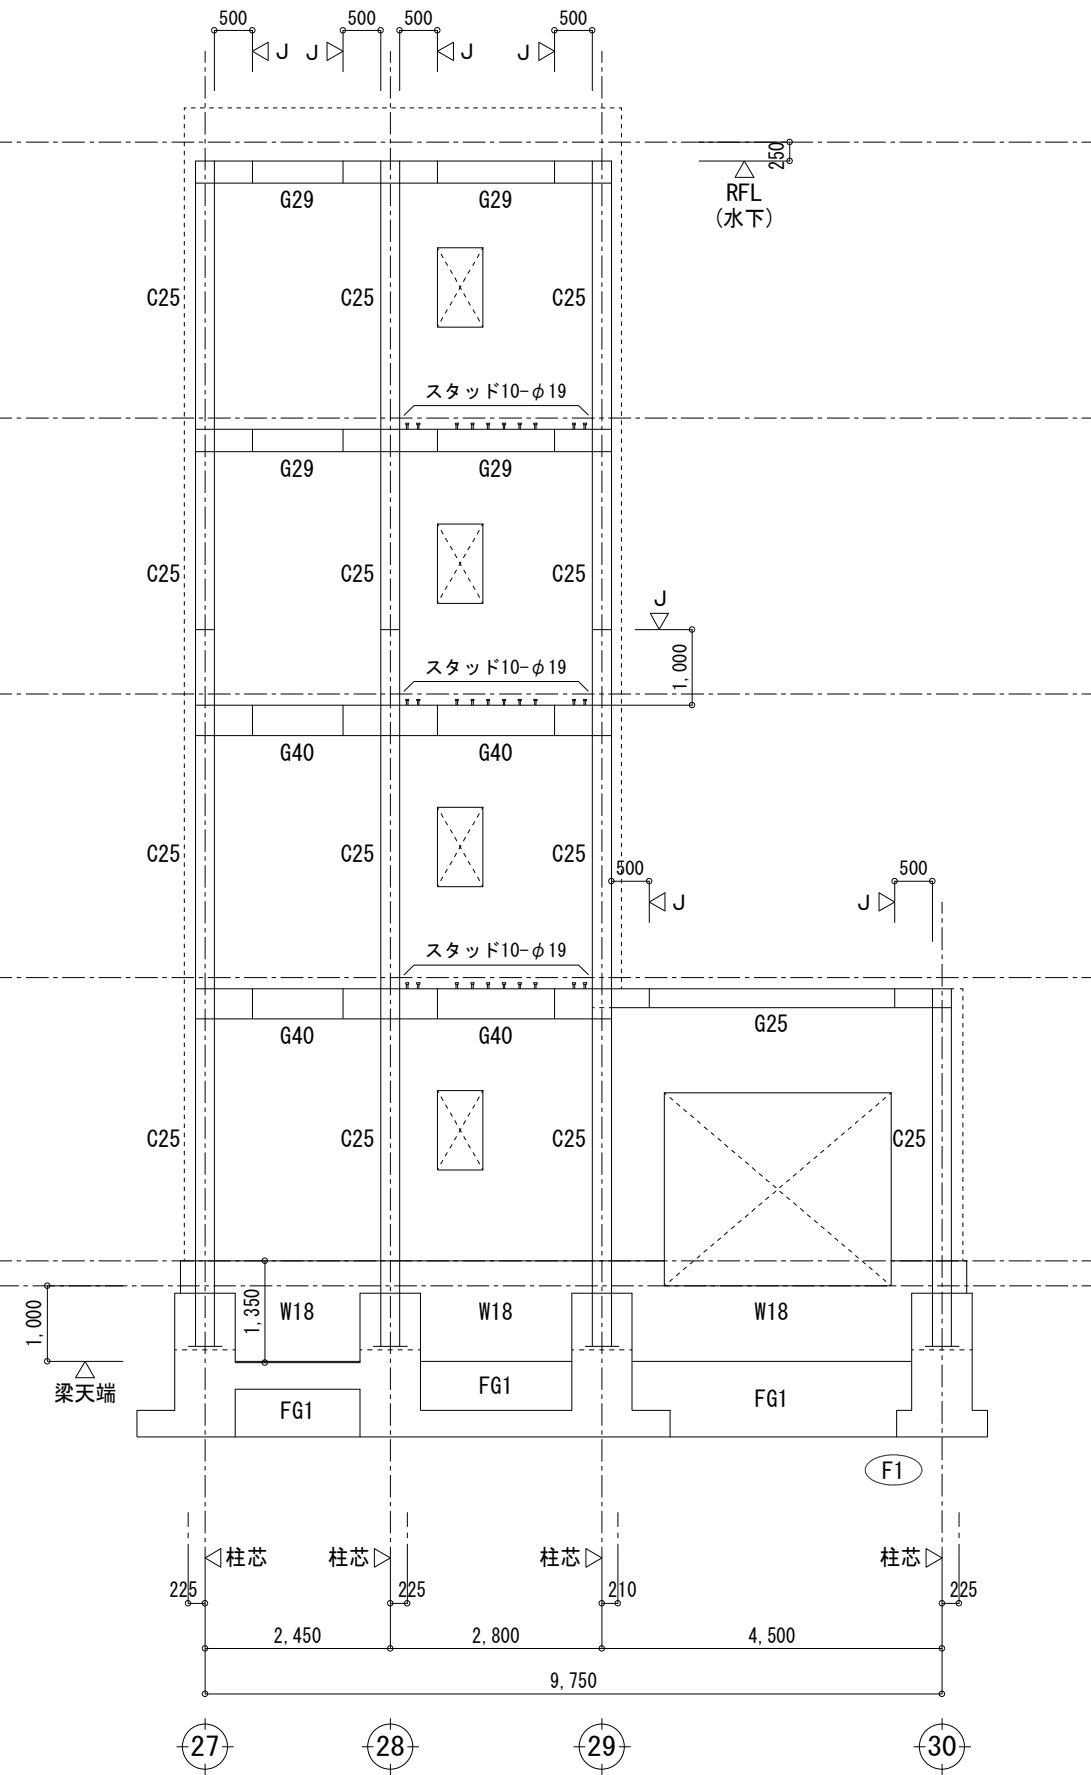 500 500 500 500
J J J J
250
RFL
(水下)
G29 G29
C25 C25 C25
スタッド10-φ19
G29 G29
C25 C25 C25
J
1,000
スタッド10-φ19
G40 G40
C25 C25 C25
500 500
J J
スタッド10-φ19
G25
G40 G40
C25 C25 C25 C25
1,000
1,350
W18 W18 W18
梁天端
FG1 FG1 FG1
F1
柱芯 柱芯 柱芯 柱芯
225 225 210 225
2,450 2,800 4,500
9,750
27 28 29 30